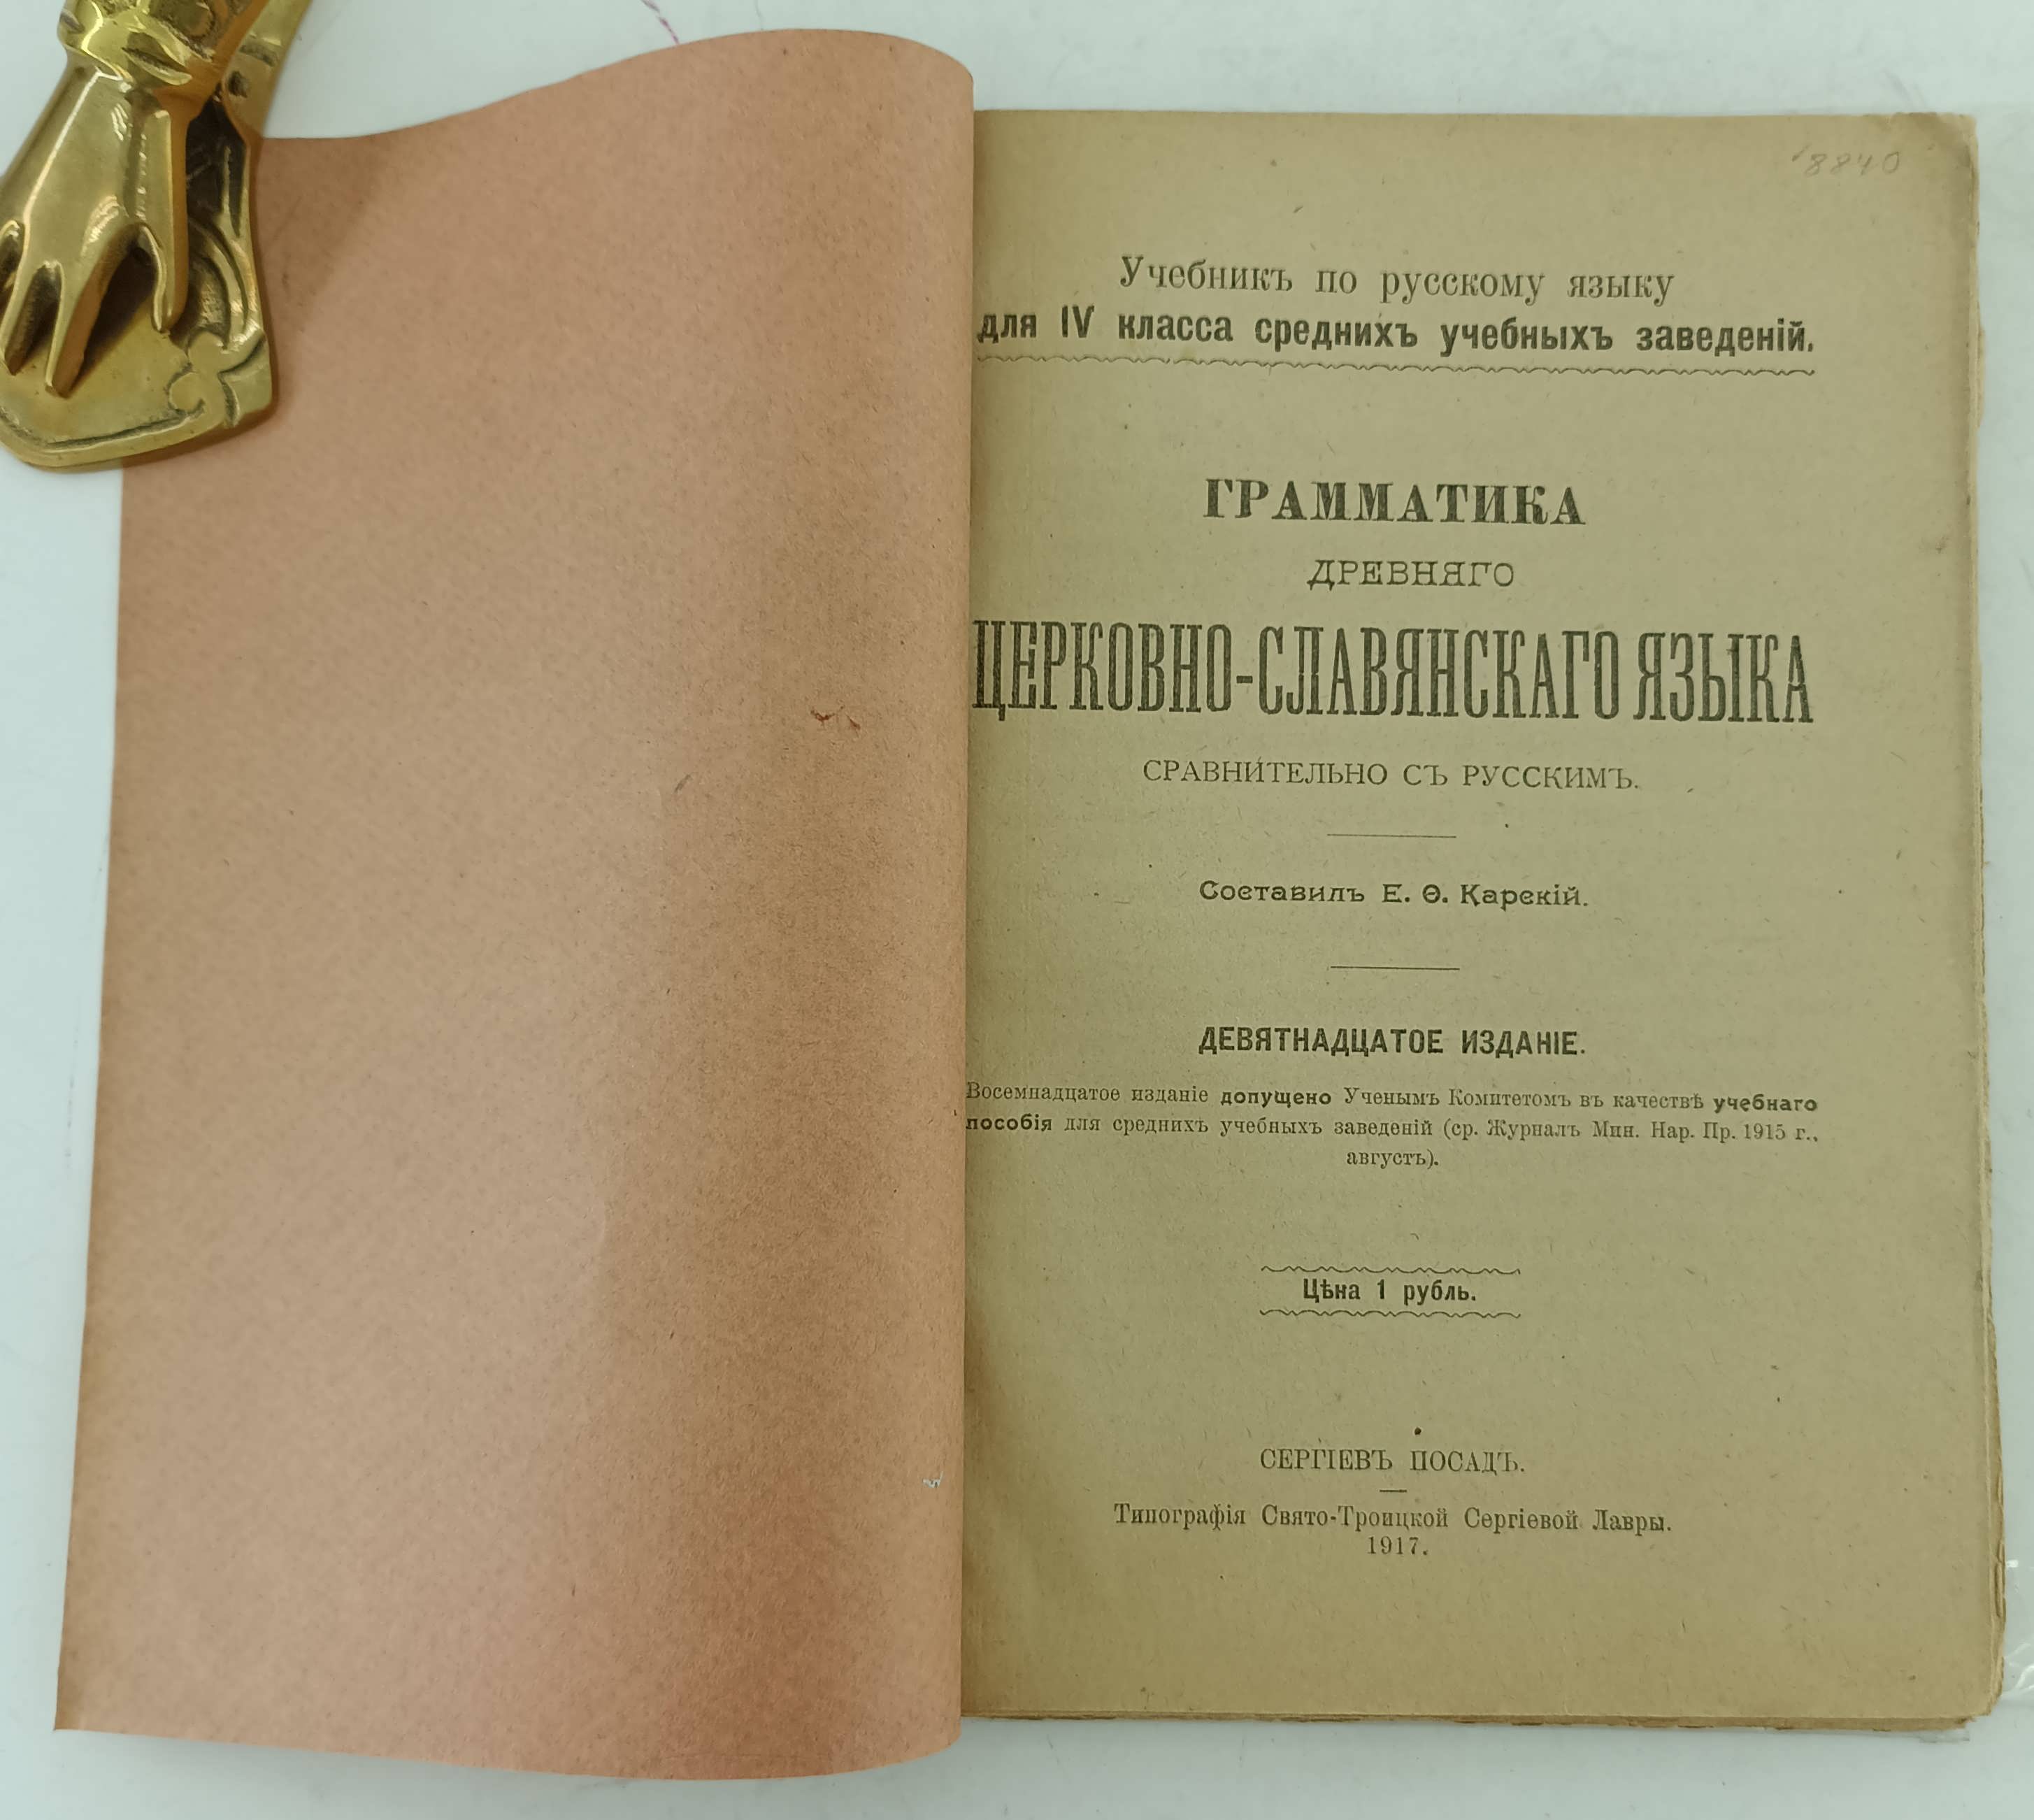 8840
Учебникъ по русскому языку
для IV класса среднихъ учебныхъ заведеній.
ГРАММАТИКА
ДРЕВНЯГО
ЦЕРКОВНО-СЛАВЯНСКАГО ЯЗЫКА
СРАВНИТЕЛЬНО СЪ РУССКИМЪ.
Составилъ Е. Ѳ. Карскій.
ДЕВЯТНАДЦАТОЕ ИЗДАНІЕ.
Восемнадцатое изданіе допущено Ученымъ Комитетомъ въ качествѣ учебнаго
пособія для среднихъ учебныхъ заведеній (ср. Журналъ Мин. Нар. Пр. 1915 г.,
августъ).
Цѣна 1 рубль.
СЕРГІЕВЪ ПОСАДЪ.
Типографія Свято-Троицкой Сергіевой Лавры.
1917.